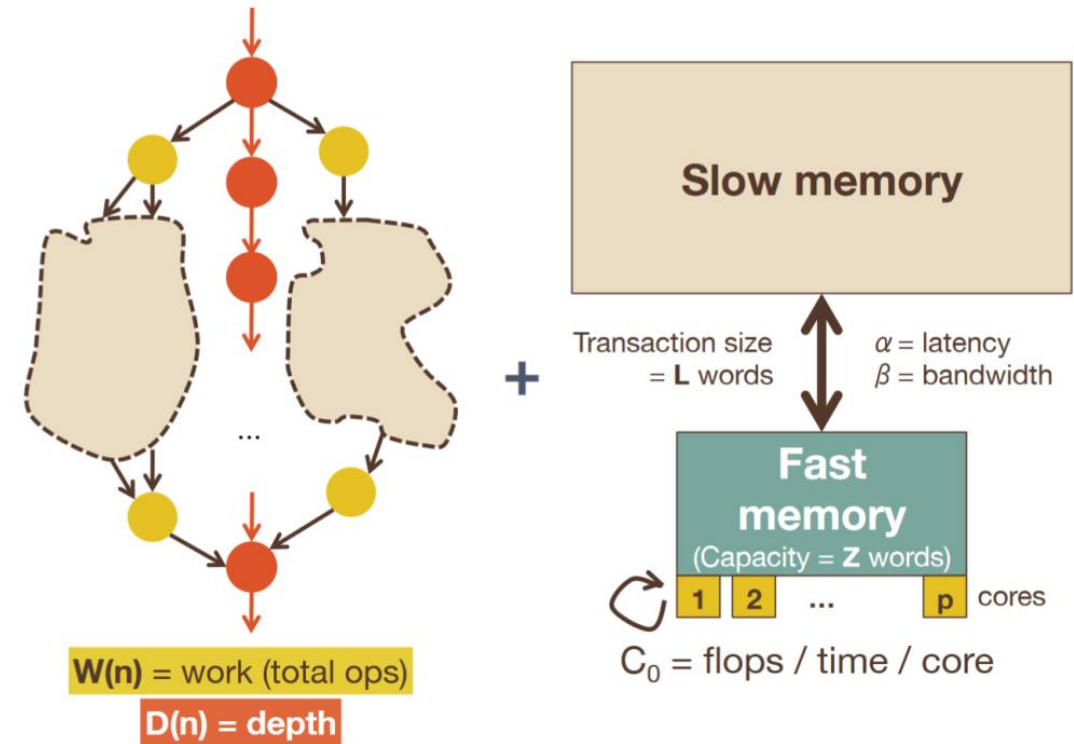 ...
W(n) = work (total ops)
D(n) = depth
+
Slow memory
Transaction size
= L words
α = latency
β = bandwidth
Fast
memory
(Capacity = Z words)
1 2 ... p cores
C₀ = flops / time / core